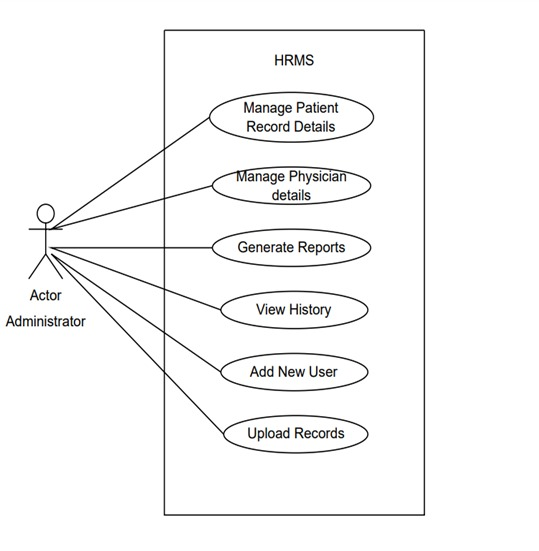 HRMS
Manage Patient
Record Details
Manage Physician
details
Generate Reports
View History
Add New User
Upload Records
Actor
Administrator